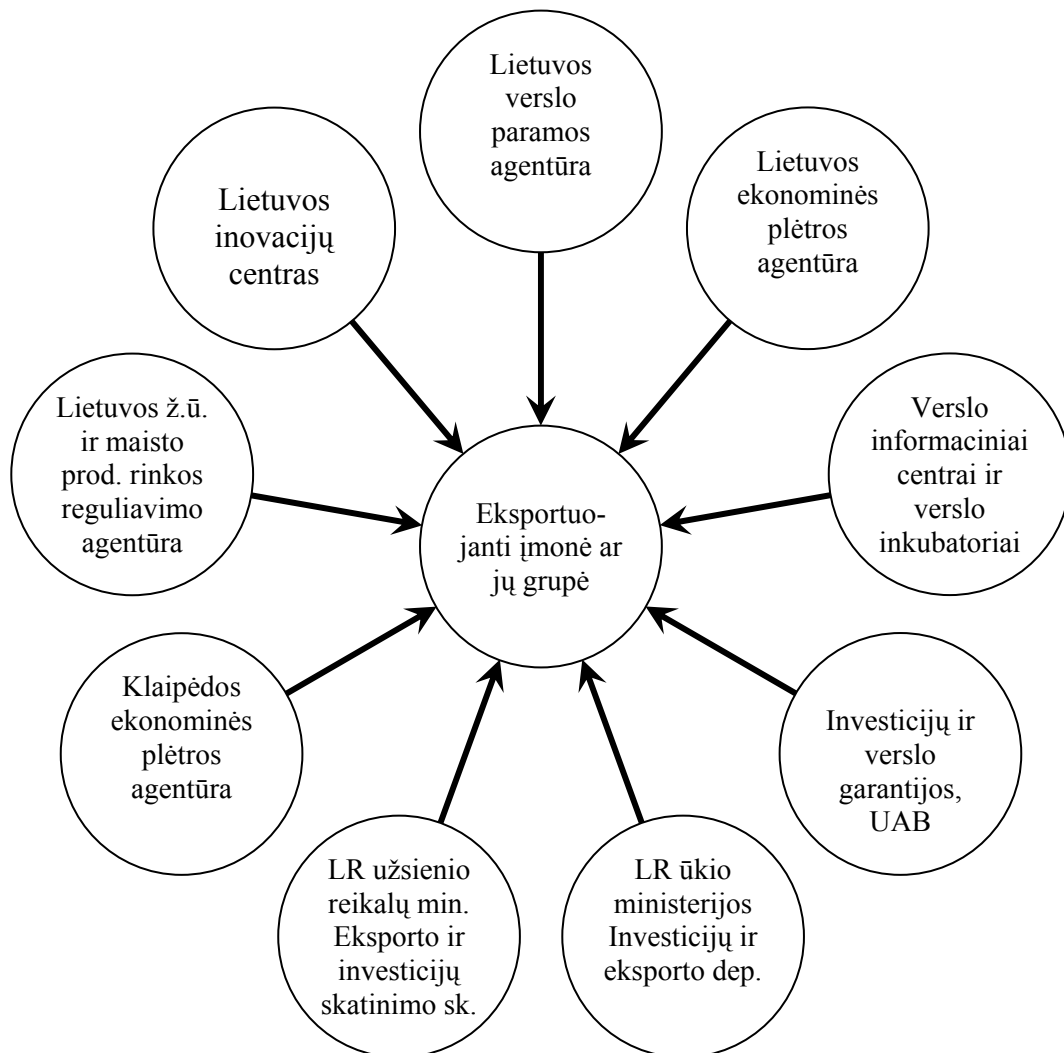 Lietuvos
verslo
paramos
agentūra
Lietuvos
ekonominės
plėtros
agentūra
Lietuvos
inovacijų
centras
Verslo
informaciniai
centrai ir
verslo
inkubatoriai
Lietuvos ž.ū.
ir maisto
prod. rinkos
reguliavimo
agentūra
Eksportuo-
janti įmonė ar
jų grupė
Klaipėdos
ekonominės
plėtros
agentūra
Investicijų ir
verslo
garantijos,
UAB
LR užsienio
reikalų min.
Eksporto ir
investicijų
skatinimo sk.
LR ūkio
ministerijos
Investicijų ir
eksporto dep.